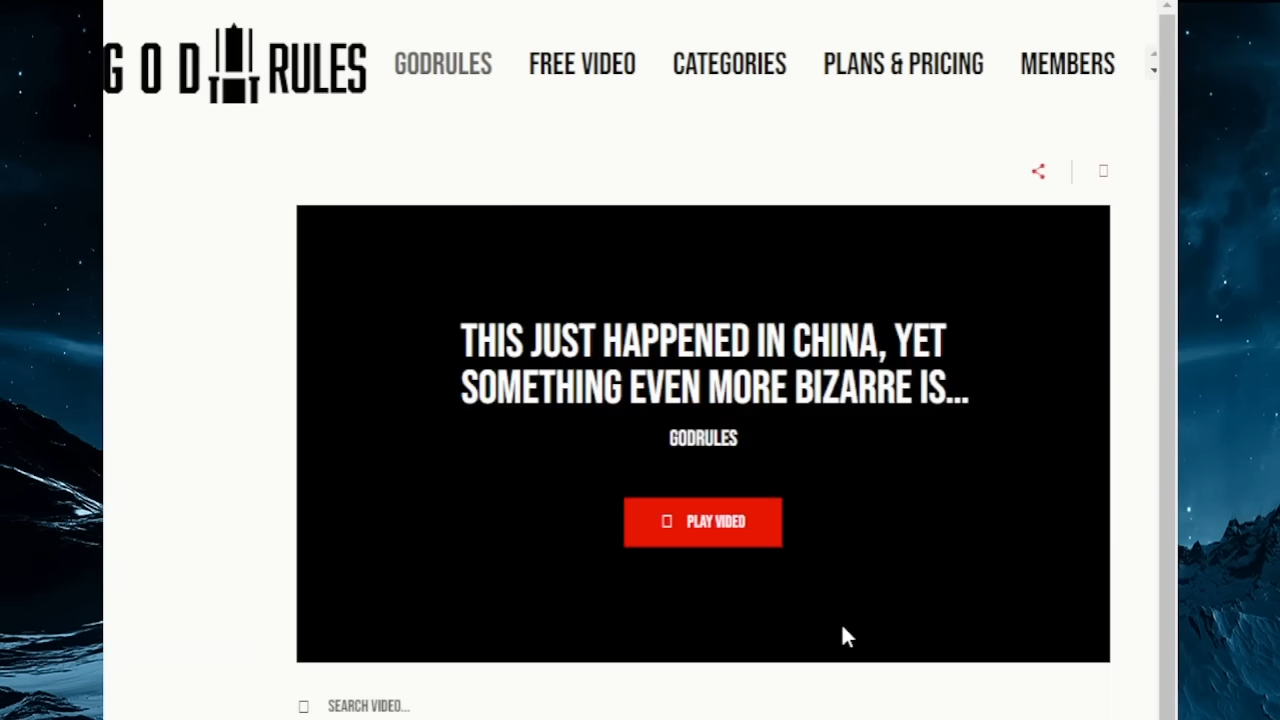 G O D RULES
GODRULES FREE VIDEO CATEGORIES PLANS & PRICING MEMBERS
THIS JUST HAPPENED IN CHINA, YET
SOMETHING EVEN MORE BIZARRE IS...
GODRULES
PLAY VIDEO
SEARCH VIDEO...